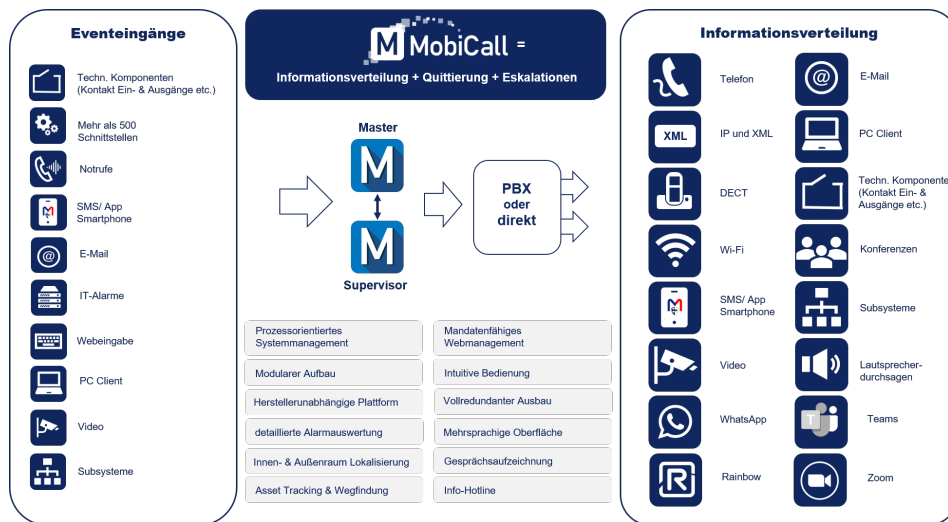 Eventeingänge
Techn. Komponenten
(Kontakt Ein- & Ausgänge etc.)
Mehr als 500
Schnittstellen
Notrufe
SMS/ App
Smartphone
E-Mail
IT-Alarme
Webeingabe
PC Client
Video
Subsysteme
M MobiCall =
Informationsverteilung + Quittierung + Eskalationen
Master
M
M
Supervisor
PBX
oder
direkt
Prozessorientiertes
Systemmanagement
Mandatenfähiges
Webmanagement
Modularer Aufbau
Intuitive Bedienung
Herstellerunabhängige Plattform
Vollredundanter Ausbau
detaillierte Alarmauswertung
Mehrsprachige Oberfläche
Innen- & Außenraum Lokalisierung
Gesprächsaufzeichnung
Asset Tracking & Wegfindung
Info-Hotline
Informationsverteilung
Telefon
E-Mail
XML
IP und XML
PC Client
DECT
Techn. Komponente
(Kontakt Ein- &
Ausgänge etc.)
Wi-Fi
Konferenzen
SMS/ App
Smartphone
Subsysteme
Video
Lautsprecher-
durchsagen
WhatsApp
T
Teams
R
Rainbow
Zoom